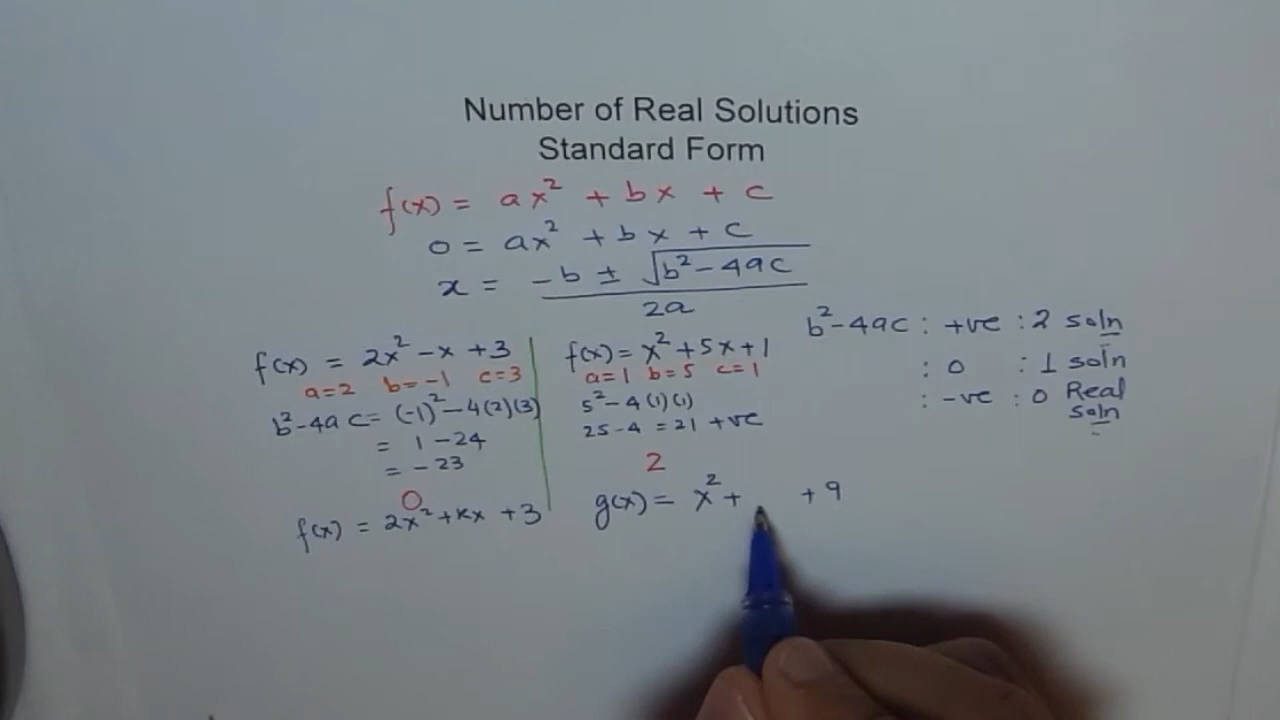 Number of Real Solutions
Standard Form
f(x) = ax² + bx + c
0 = ax² + bx + c
x = -b ± √b²-4ac
2a
f(x) = 2x² - x + 3
a=2 b=-1 c=3
b²-4ac = (-1)² - 4(2)(3)
= 1 - 24
= -23
0
f(x) = 2x² + kx + 3
f(x) = x² + 5x + 1
a=1 b=5 c=1
5² - 4(1)(1)
25 - 4 = 21 +ve
2
g(x) = x² + + 9
b²-4ac : +ve : 2 soln
: 0 : 1 soln
: -ve : 0 Real
soln